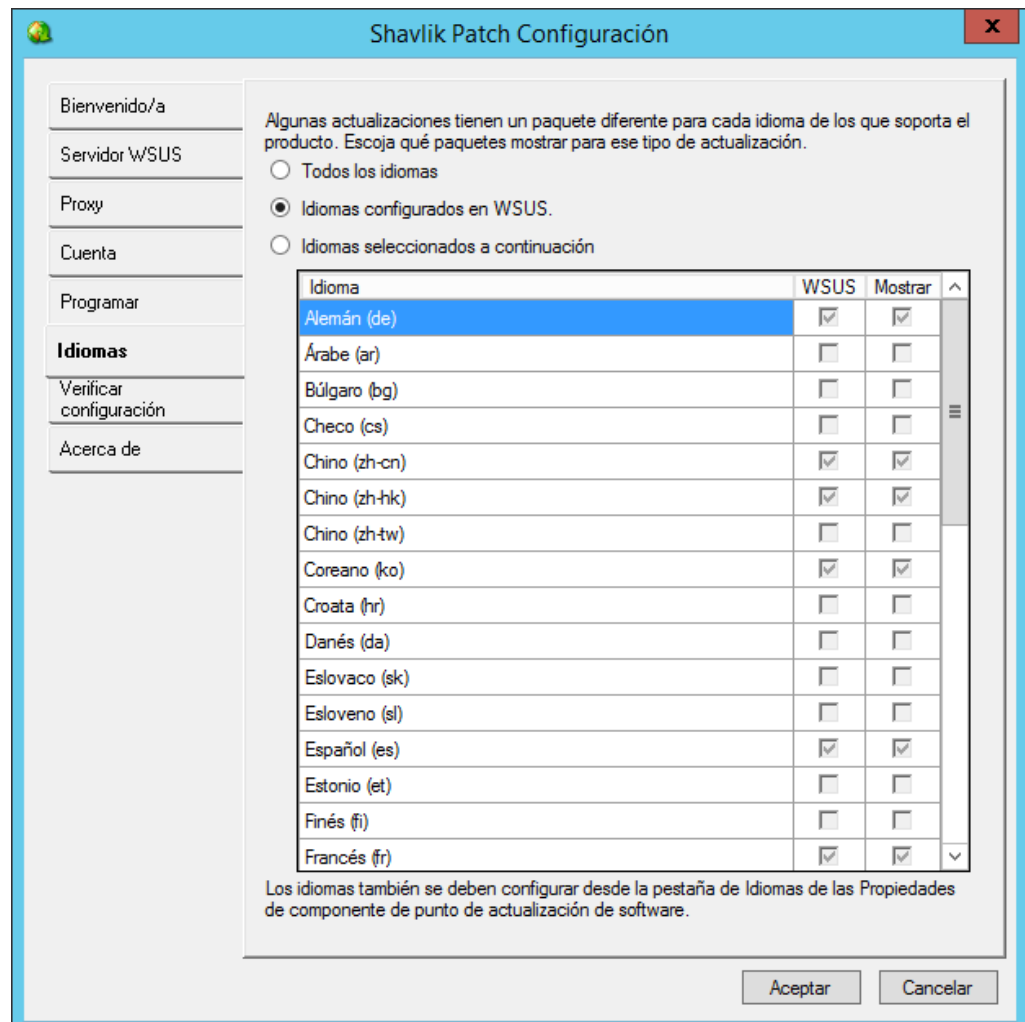 Shavlik Patch Configuración
x
Bienvenido/a
Servidor WSUS
Proxy
Cuenta
Programar
Idiomas
Verificar
configuración
Acerca de
Algunas actualizaciones tienen un paquete diferente para cada idioma de los que soporta el
producto. Escoja qué paquetes mostrar para ese tipo de actualización.
Todos los idiomas
Idiomas configurados en WSUS.
Idiomas seleccionados a continuación
Idioma WSUS Mostrar
Alemán (de)
Árabe (ar)
Búlgaro (bg)
Checo (cs)
Chino (zh-cn)
Chino (zh-hk)
Chino (zh-tw)
Coreano (ko)
Croata (hr)
Danés (da)
Eslovaco (sk)
Esloveno (sl)
Español (es)
Estonio (et)
Finés (fi)
Francés (fr)
Los idiomas también se deben configurar desde la pestaña de Idiomas de las Propiedades
de componente de punto de actualización de software.
Aceptar Cancelar